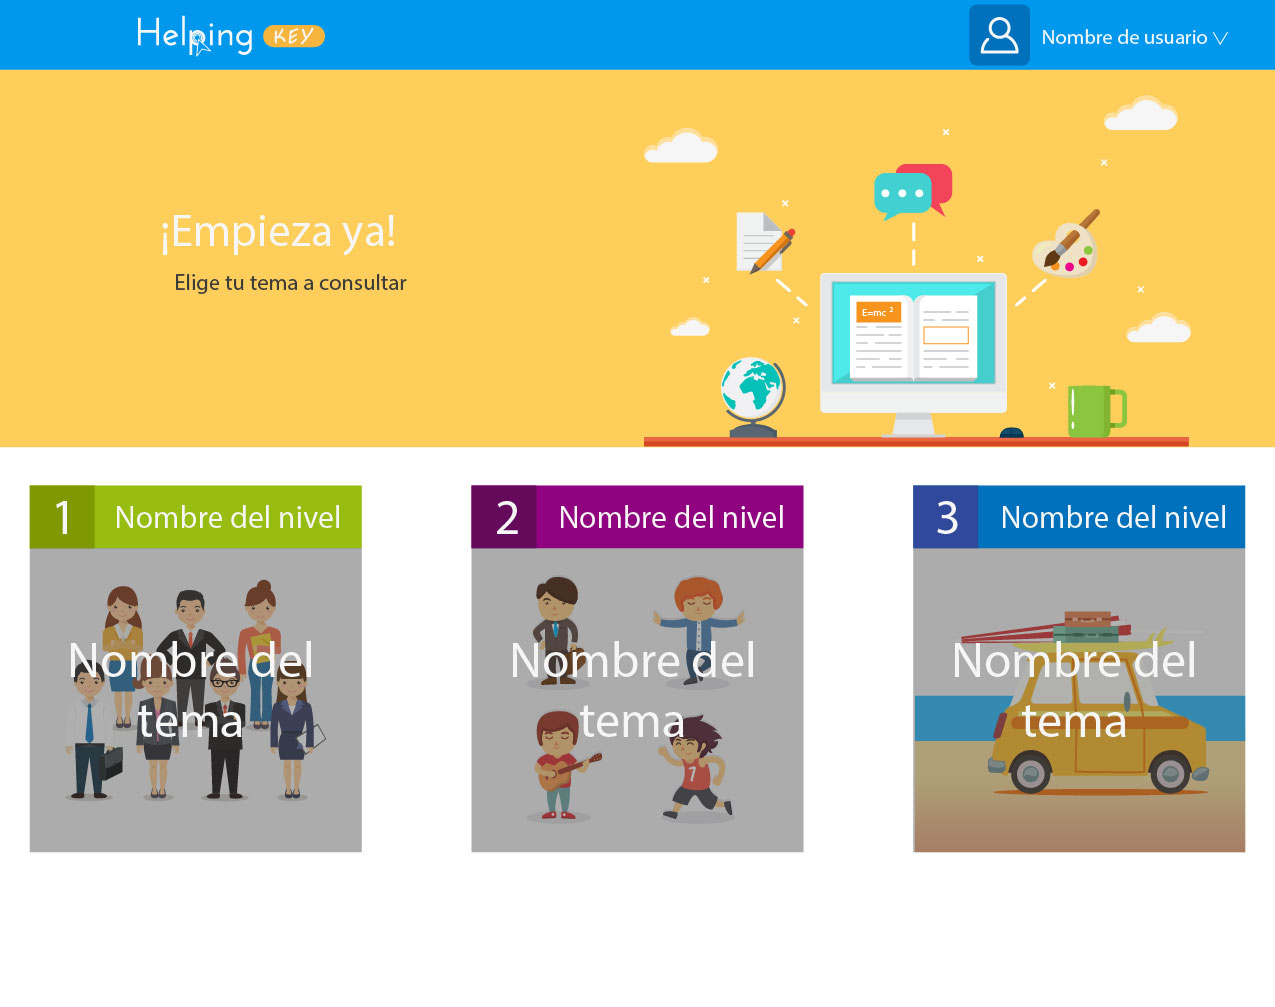 Helping KEY
Nombre de usuario
¡Empieza ya!
Elige tu tema a consultar
E=mc 2
1 Nombre del nivel
Nombre del
tema
2 Nombre del nivel
Nombre del
tema
7
3 Nombre del nivel
Nombre del
tema